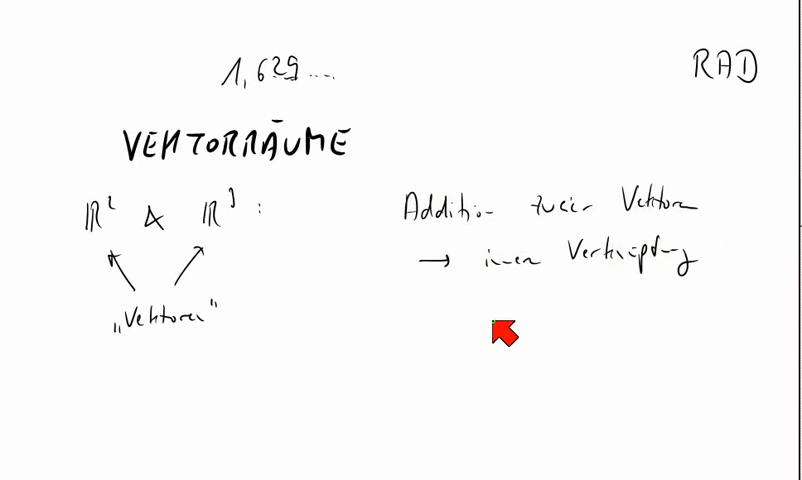 1,629....
RAD
VEKTORRÄUME
ℝ² & ℝ³ :
Addition zweier Vektoren
→ innere Verknüpfung
„Vektoren"